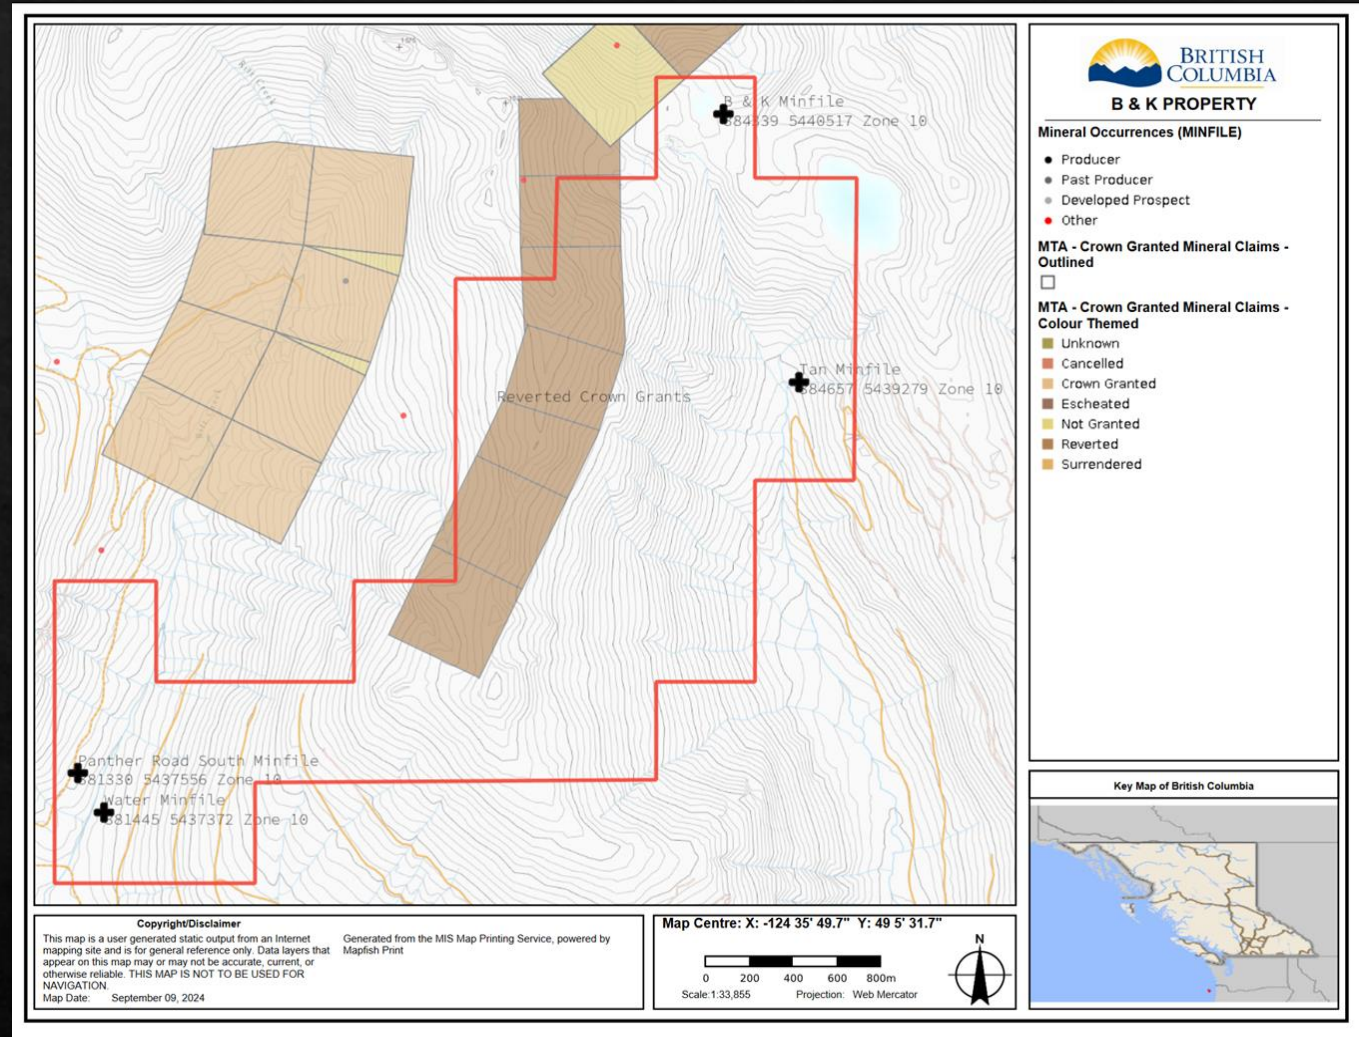 B & K Minfile
384339 5440517 Zone 10
Tan Minfile
384657 5439279 Zone 10
Reverted Crown Grants
Panther Road South Minfile
381330 5437556 Zone 10
Water Minfile
381445 5437372 Zone 10
BRITISH
COLUMBIA
B & K PROPERTY
Mineral Occurrences (MINFILE)
Producer
Past Producer
Developed Prospect
Other
MTA - Crown Granted Mineral Claims -
Outlined
MTA - Crown Granted Mineral Claims -
Colour Themed
Unknown
Cancelled
Crown Granted
Escheated
Not Granted
Reverted
Surrendered
Key Map of British Columbia
Copyright/Disclaimer
This map is a user generated static output from an Internet
mapping site and is for general reference only. Data layers that
appear on this map may or may not be accurate, current, or
otherwise reliable. THIS MAP IS NOT TO BE USED FOR
NAVIGATION.
Map Date: September 09, 2024
Generated from the MIS Map Printing Service, powered by
Mapfish Print
Map Centre: X: -124 35' 49.7" Y: 49 5' 31.7"
0 200 400 600 800m
Scale:1:33,855 Projection: Web Mercator
N